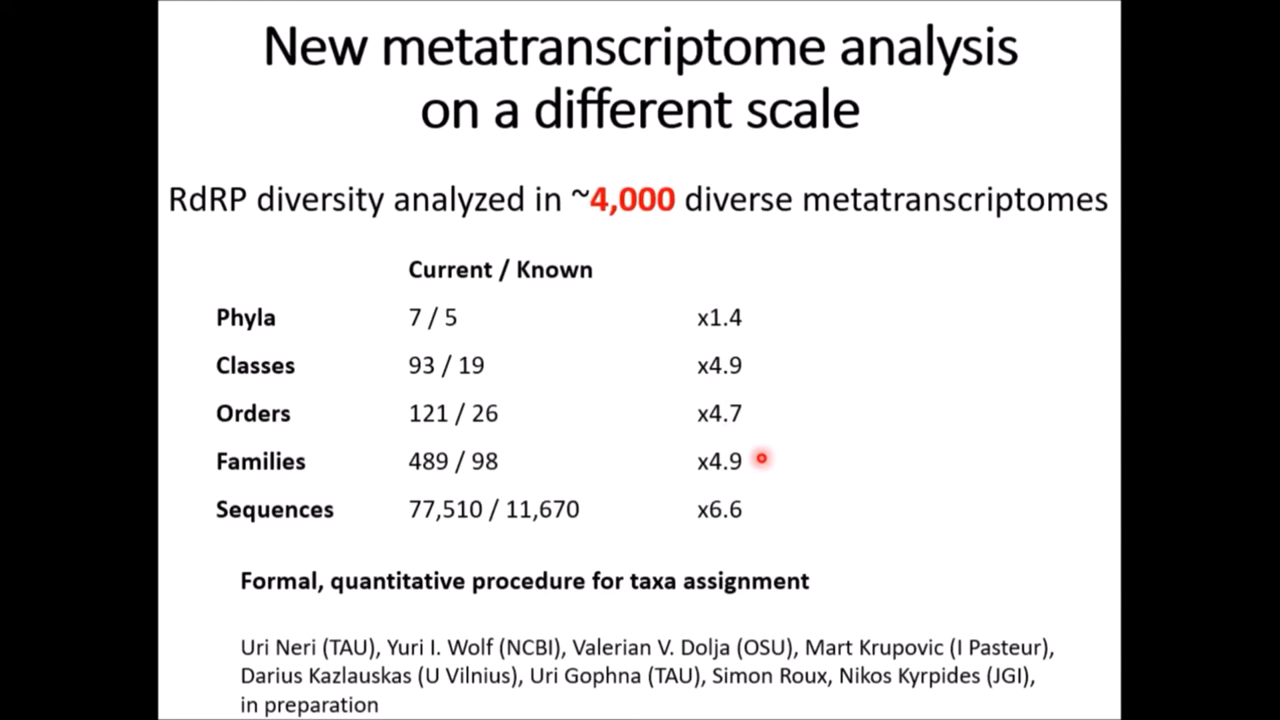 New metatranscriptome analysis
on a different scale
RdRP diversity analyzed in ~4,000 diverse metatranscriptomes
Current / Known
Phyla 7 / 5 x1.4
Classes 93 / 19 x4.9
Orders 121 / 26 x4.7
Families 489 / 98 x4.9
Sequences 77,510 / 11,670 x6.6
Formal, quantitative procedure for taxa assignment
Uri Neri (TAU), Yuri I. Wolf (NCBI), Valerian V. Dolja (OSU), Mart Krupovic (I Pasteur),
Darius Kazlauskas (U Vilnius), Uri Gophna (TAU), Simon Roux, Nikos Kyrpides (JGI),
in preparation